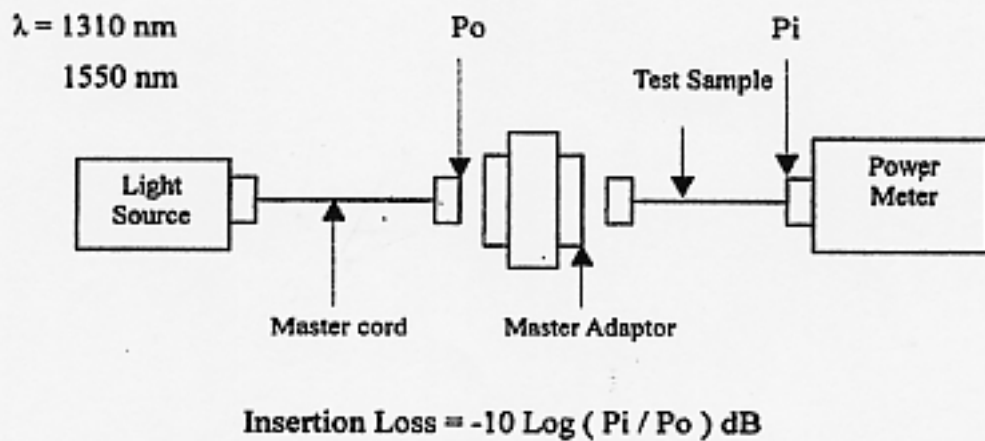 λ = 1310 nm
1550 nm
Po
Pi
Test Sample
Light
Source
Power
Meter
Master cord
Master Adaptor
Insertion Loss = -10 Log ( Pi / Po ) dB